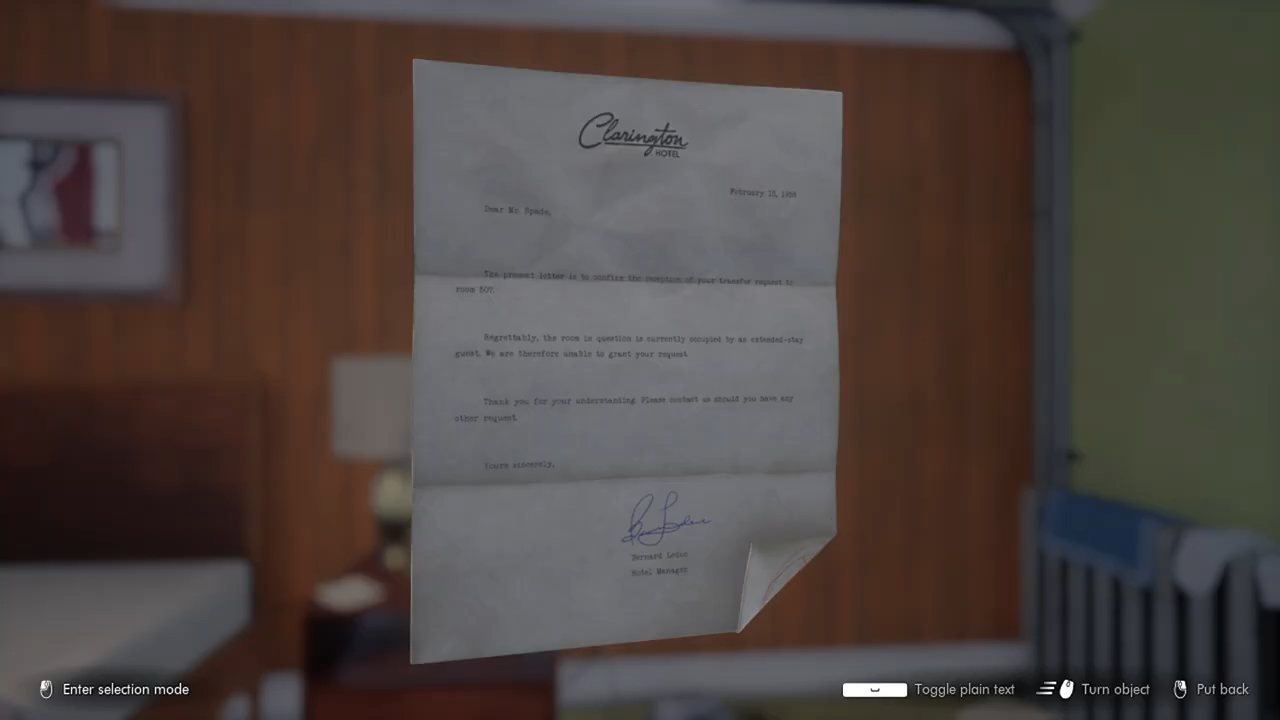 Clarington
HOTEL
February 15, 1958
Dear Mr. Spade,
The present letter is to confirm the reception of your transfer request to
room 507.
Regrettably, the room in question is currently occupied by an extended-stay
guest. We are therefore unable to grant your request.
Thank you for your understanding. Please contact us should you have any
other request.
Yours sincerely,
Bernard Leduc
Hotel Manager
Enter selection mode
Toggle plain text
Turn object
Put back